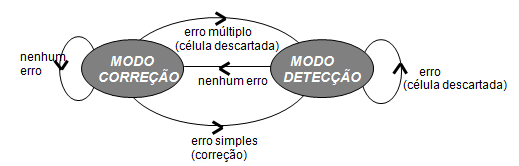 erro múltiplo
(célula descartada)
nenhum
erro
MODO
CORREÇÃO
MODO
DETECÇÃO
nenhum erro
erro
(célula descartada)
erro simples
(correção)